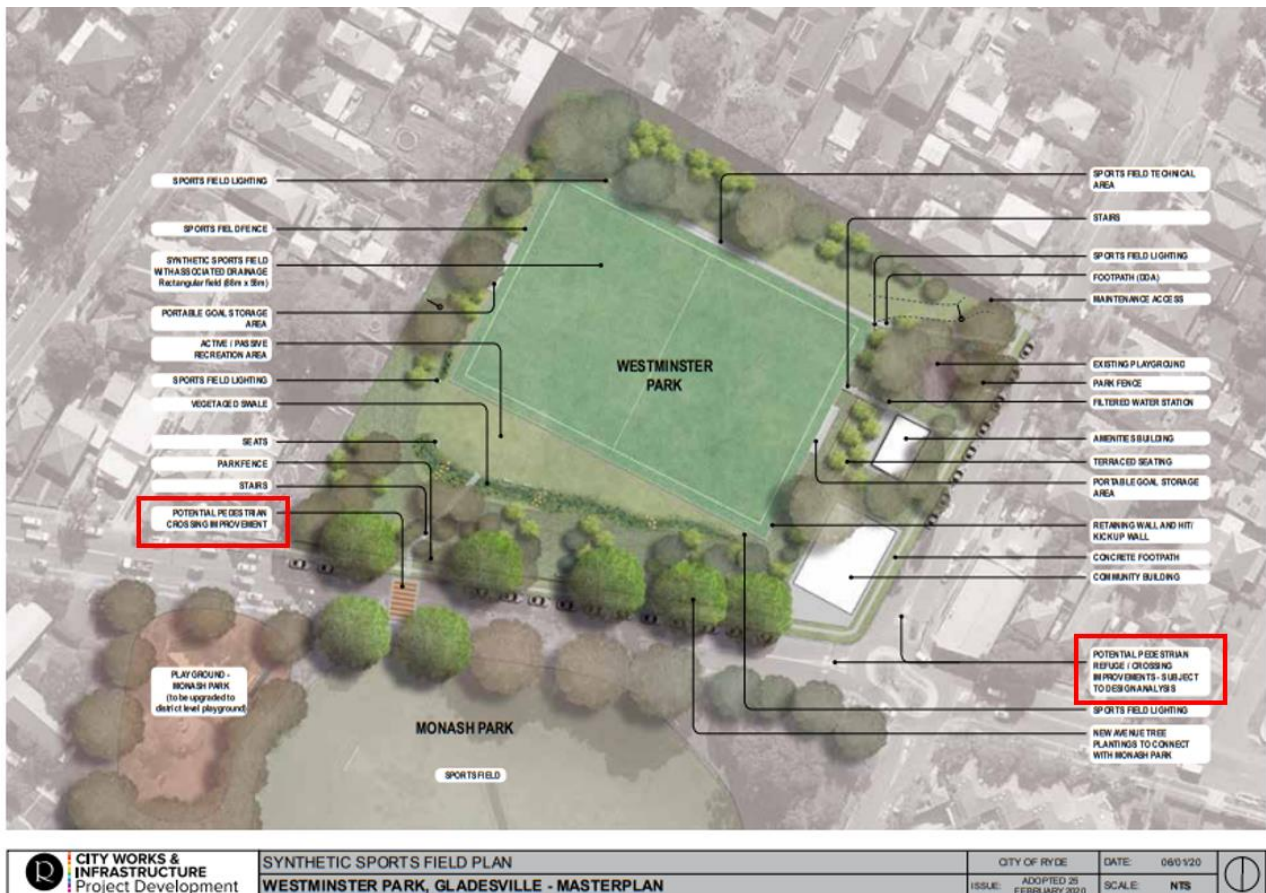 SPORTS FIELD LIGHTING
SPORTS FIELD FENCE
SYNTHETIC SPORTS FIELD
WITH ASSOCIATED DRAINAGE
Rectangular field
PORTABLE GOAL STORAGE
AREA
ACTIVE / PASSIVE
RECREATION AREA
SPORTS FIELD LIGHTING
VEGETAGED SWALE
SEATS
PARK FENCE
STAIRS
POTENTIAL PEDESTRIAN
CROSSING IMPROVEMENT
WESTMINSTER
PARK
SPORTS FIELD TECHNICAL
AREA
STAIRS
SPORTS FIELD LIGHTING
FOOTPATH (DDA)
MAINTENANCE ACCESS
EXISTING PLAYGROUND
PARK FENCE
FILTERED WATER STATION
AMENITIES BUILDING
TERRACED SEATING
PORTABLE GOAL STORAGE
AREA
RETAINING WALL AND HIT/
KICKUP WALL
CONCRETE FOOTPATH
COMMUNITY BUILDING
POTENTIAL PEDESTRIAN
REFUGE / CROSSING
IMPROVEMENTS - SUBJECT
TO DESIGN ANALYSIS
SPORTS FIELD LIGHTING
NEW AVENUE TREE
PLANTINGS TO CONNECT
WITH MONASH PARK
PLAYGROUND -
MONASH PARK
(to be upgraded to
district level playground)
MONASH PARK
SPORTS FIELD
R
CITY WORKS &
INFRASTRUCTURE
Project Development
SYNTHETIC SPORTS FIELD PLAN
WESTMINSTER PARK, GLADESVILLE - MASTERPLAN
CITY OF RYDE
DATE: 06/01/20
ISSUE: ADOPTED 25
FEBRUARY 2020
SCALE: NTS